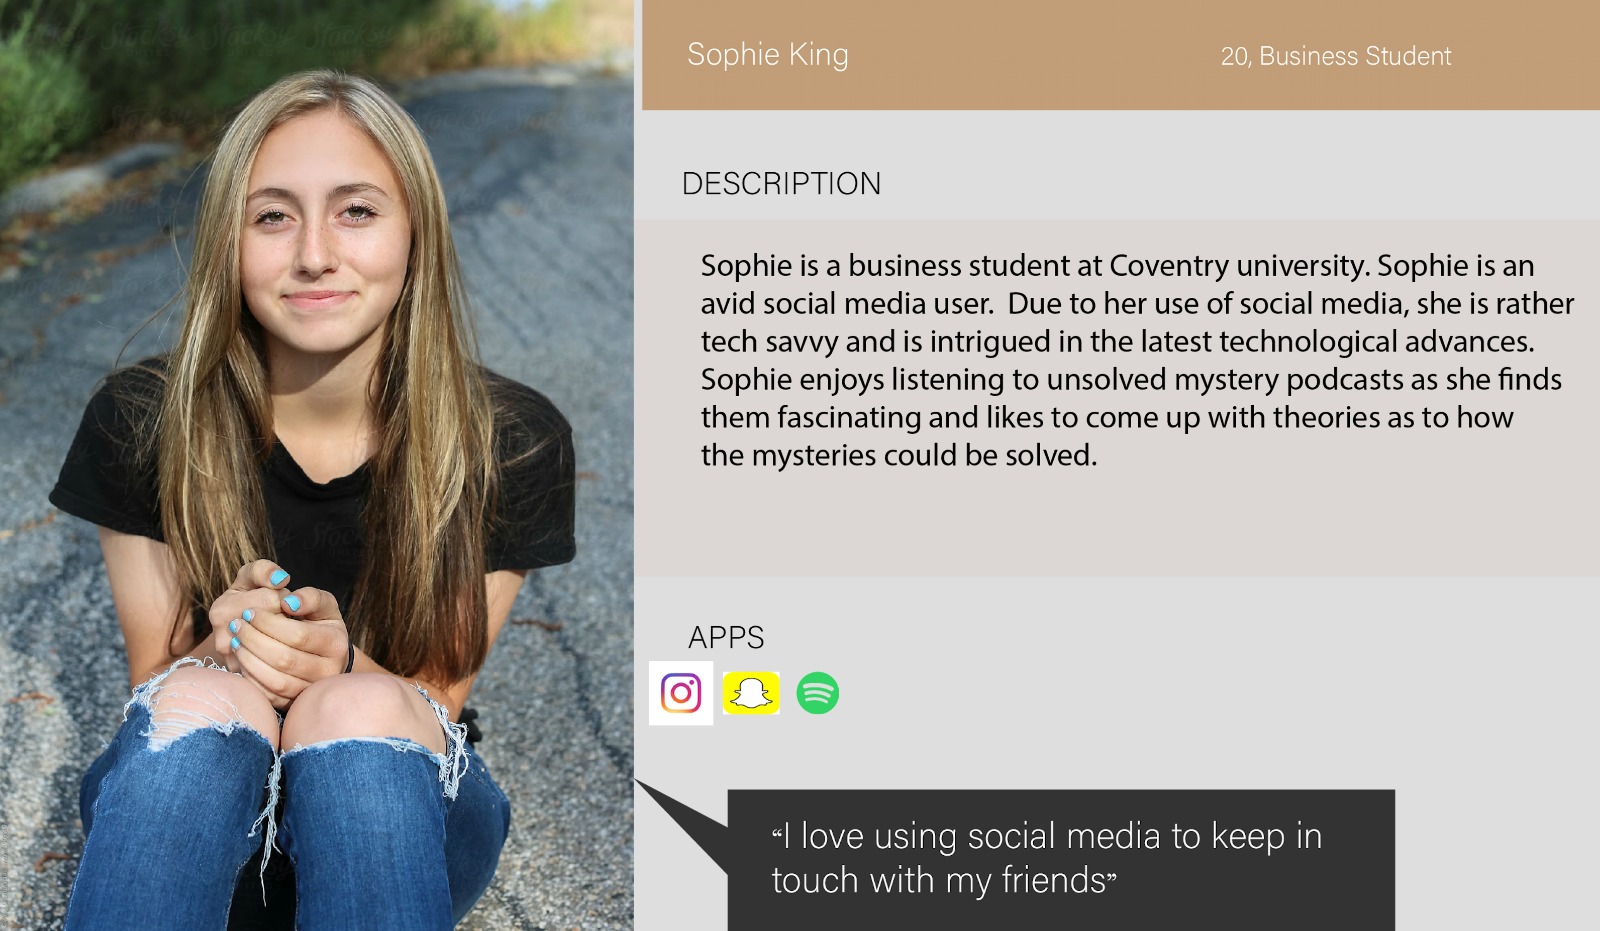 Sophie King
20, Business Student
DESCRIPTION
Sophie is a business student at Coventry university. Sophie is an
avid social media user.  Due to her use of social media, she is rather
tech savvy and is intrigued in the latest technological advances.
Sophie enjoys listening to unsolved mystery podcasts as she finds
them fascinating and likes to come up with theories as to how
the mysteries could be solved.
APPS
“I love using social media to keep in
touch with my friends”